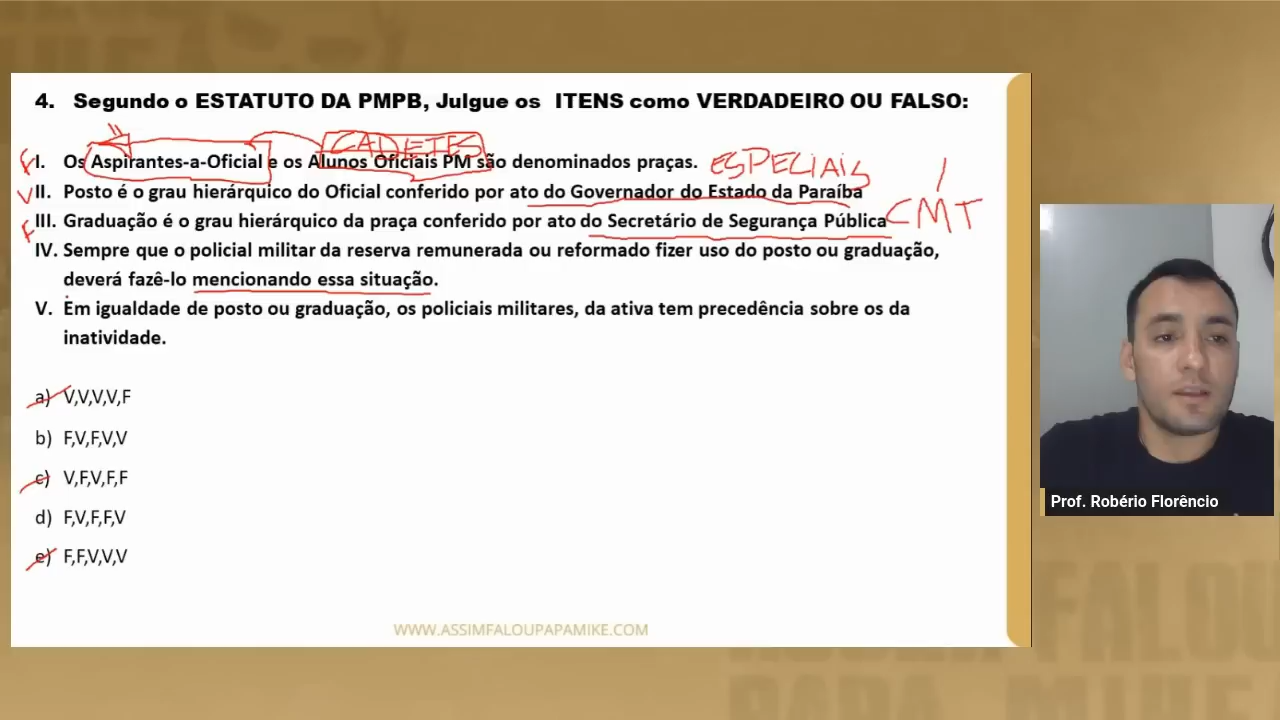 4. Segundo o ESTATUTO DA PMPB, Julgue os ITENS como VERDADEIRO OU FALSO:
CADETES
F I. Os Aspirantes-a-Oficial e os Alunos Oficiais PM são denominados praças. ESPECIAIS
V II. Posto é o grau hierárquico do Oficial conferido por ato do Governador do Estado da Paraíba
F III. Graduação é o grau hierárquico da praça conferido por ato do Secretário de Segurança Pública CMT
IV. Sempre que o policial militar da reserva remunerada ou reformado fizer uso do posto ou graduação,
deverá fazê-lo mencionando essa situação.
V. Em igualdade de posto ou graduação, os policiais militares, da ativa tem precedência sobre os da
inatividade.
a) V,V,V,V,F
b) F,V,F,V,V
c) V,F,V,F,F
d) F,V,F,F,V
e) F,F,V,V,V
WWW.ASSIMFALOUPAPAMIKE.COM
Prof. Robério Florêncio